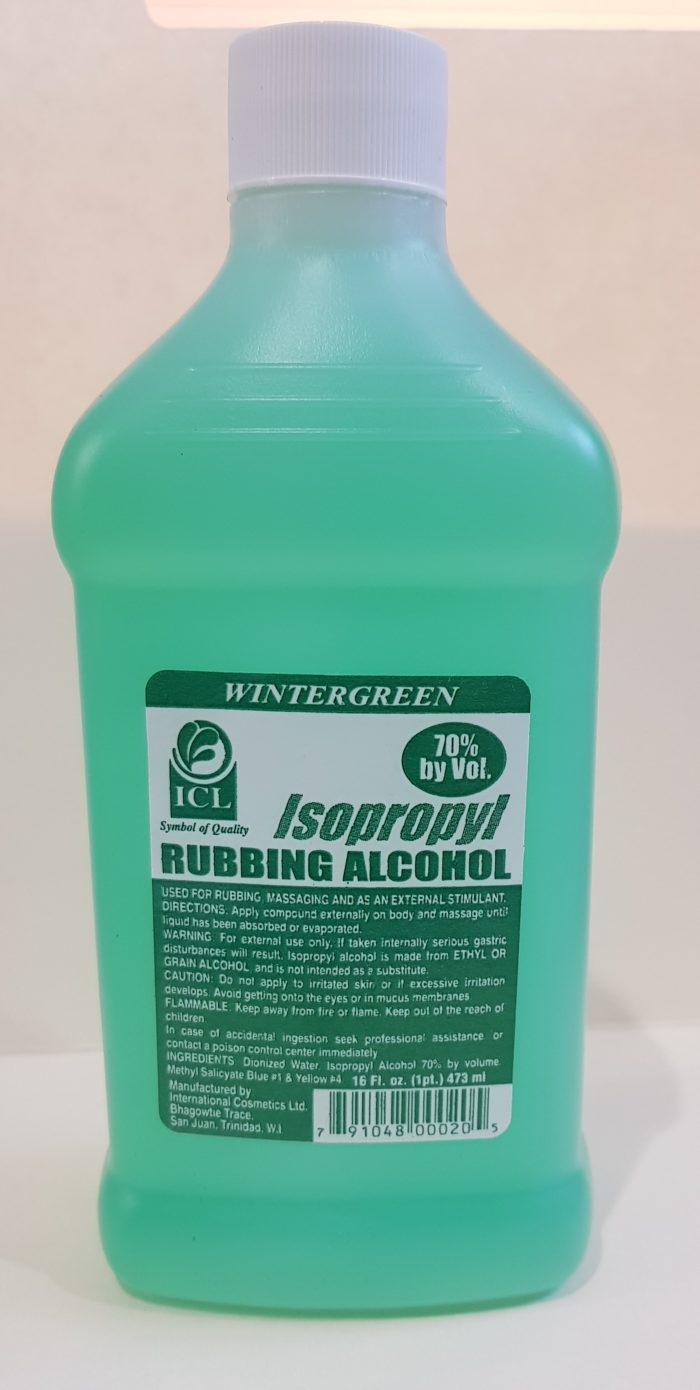 WINTERGREEN
70%
by Vol.
ICL
Symbol of Quality
Isopropyl
RUBBING ALCOHOL
USED FOR RUBBING, MASSAGING AND AS AN EXTERNAL STIMULANT.
DIRECTIONS. Apply compound externally on body and massage until
liquid has been absorbed or evaporated.
WARNING: For external use only. If taken internally serious gastric
disturbances will result. Isopropyl alcohol is made from ETHYL OR
GRAIN ALCOHOL, and is not intended as a substitute.
CAUTION: Do not apply to irritated skin or if excessive irritation
develops. Avoid getting onto the eyes or in mucus membranes
FLAMMABLE: Keep away from fire or flame. Keep out of the reach of
children.
In case of accidental ingestion seek professional assistance or
contact a poison control center immediately
INGREDIENTS: Dionized Water, Isopropyl Alcohol 70% by volume.
Methyl Salicyate Blue #1 & Yellow #4 16 Fl. oz. (1pt.) 473 ml
Manufactured by
International Cosmetics Ltd.
Bhagowtie Trace,
San Juan, Trinidad, W.I
7 91048 00020 5